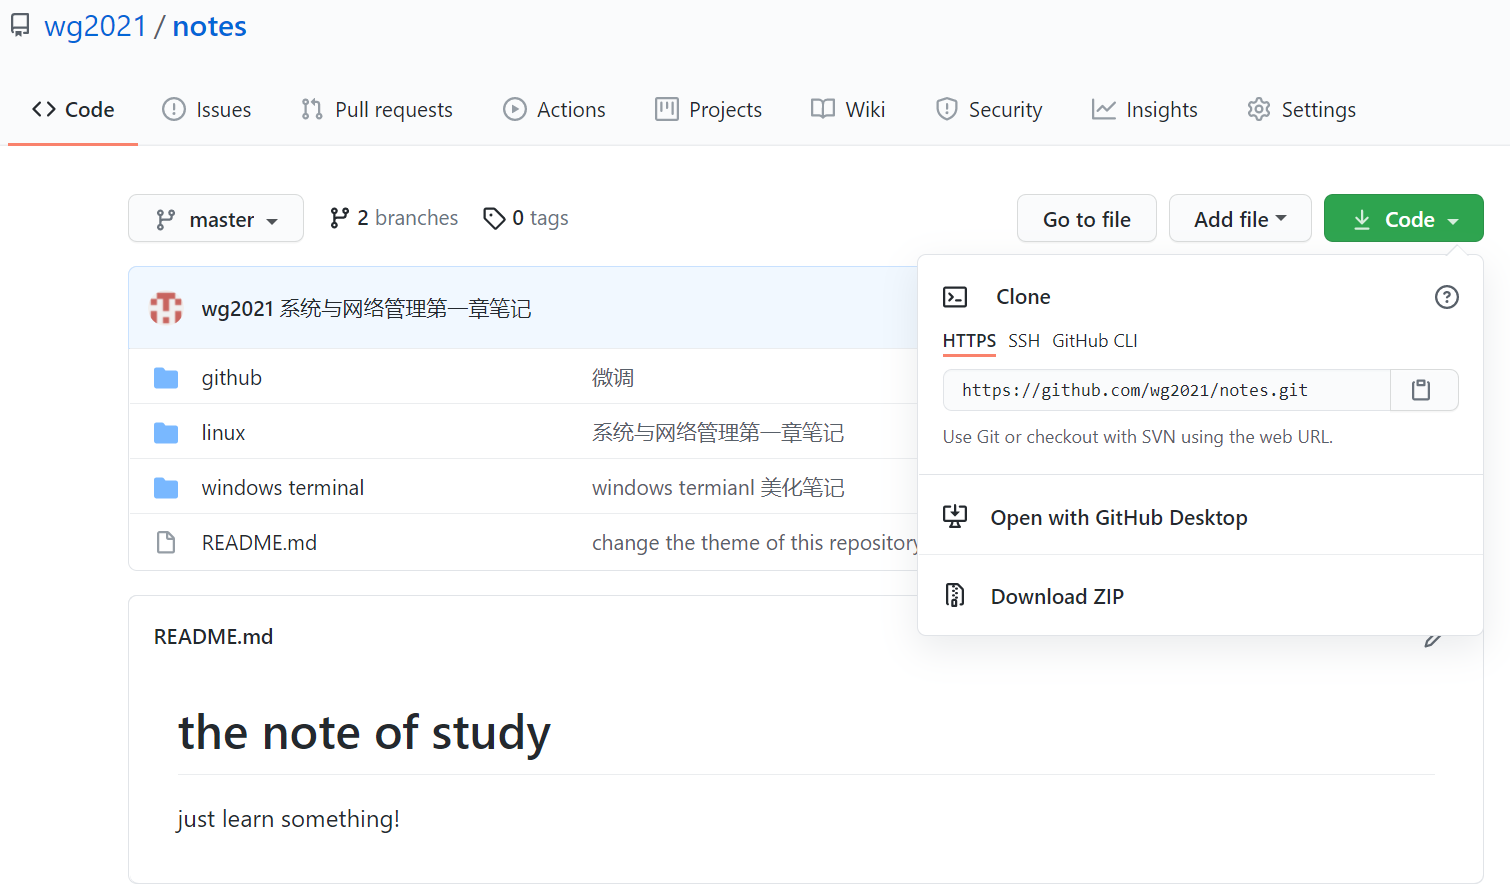 wg2021 / notes
Code Issues Pull requests Actions Projects Wiki Security Insights Settings
master 2 branches 0 tags Go to file Add file Code
wg2021 系统与网络管理第一章笔记
github 微调
linux 系统与网络管理第一章笔记
windows terminal windows termianl 美化笔记
README.md change the theme of this repository
Clone
HTTPS SSH GitHub CLI
https://github.com/wg2021/notes.git
Use Git or checkout with SVN using the web URL.
Open with GitHub Desktop
Download ZIP
README.md
the note of study
just learn something!